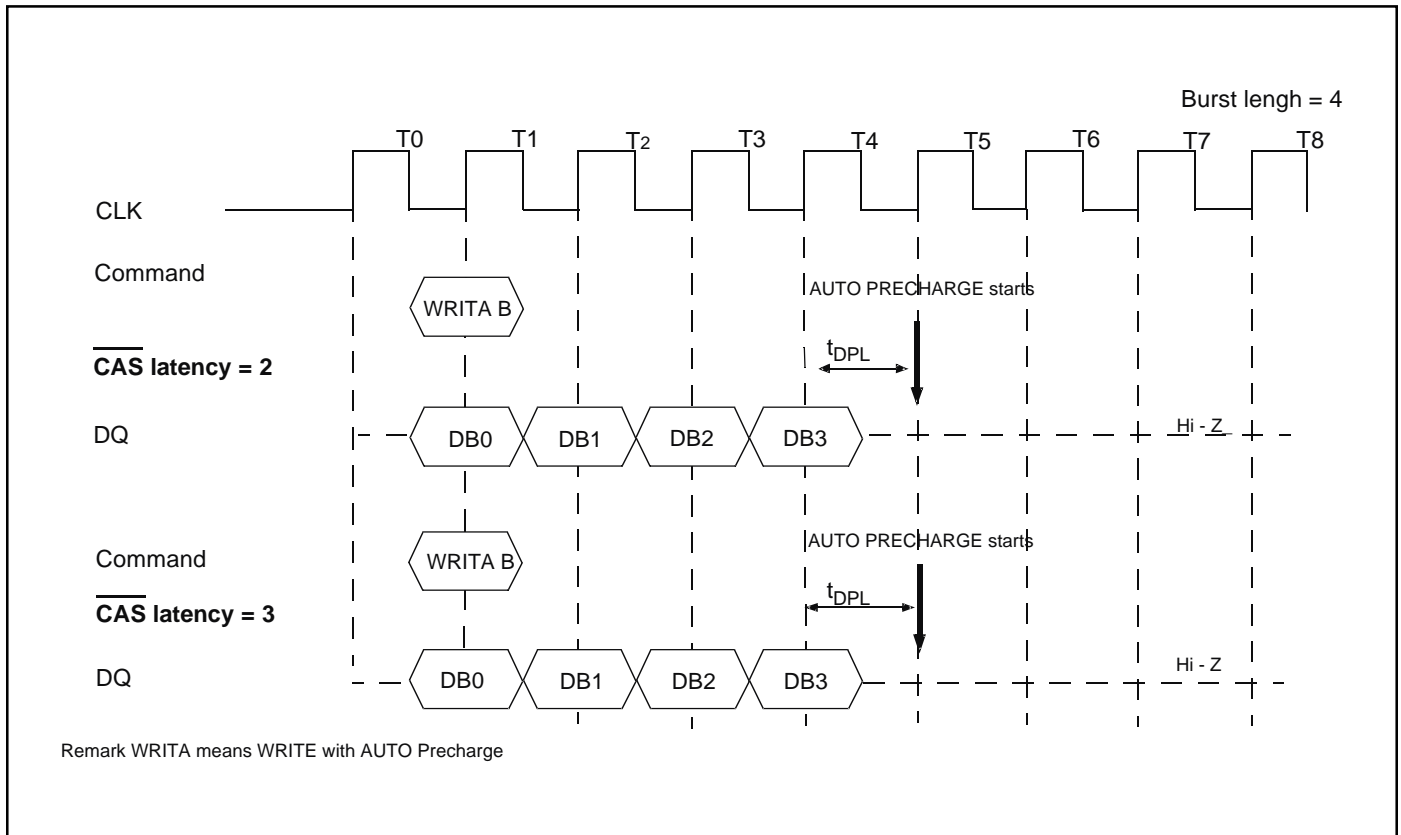 Burst lengh = 4
T0 T1 T2 T3 T4 T5 T6 T7 T8
CLK
Command
WRITA B
AUTO PRECHARGE starts
CAS latency = 2
tDPL
DQ
DB0 DB1 DB2 DB3
Hi - Z
Command
WRITA B
AUTO PRECHARGE starts
CAS latency = 3
tDPL
DQ
DB0 DB1 DB2 DB3
Hi - Z
Remark WRITA means WRITE with AUTO Precharge